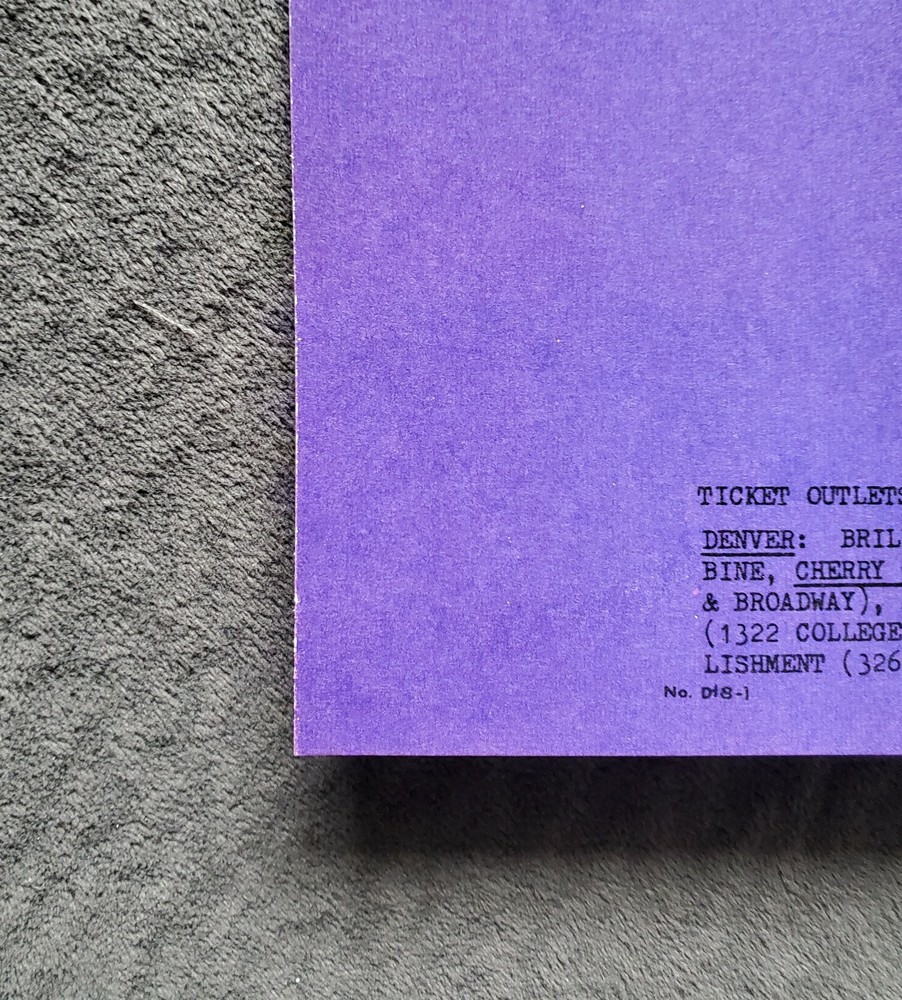 TICKET OUTLETS
DENVER: BRIL
BINE, CHERRY
& BROADWAY),
(1322 COLLEGE
LISHMENT (326
No. D18-1